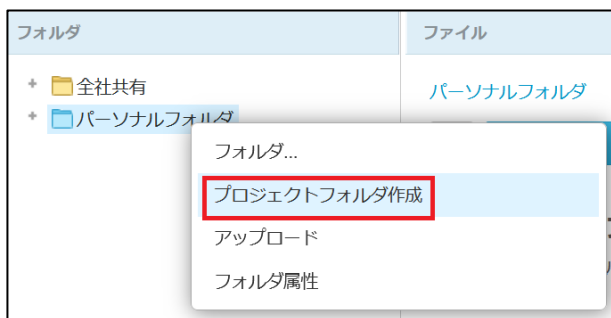 フォルダ
ファイル
全社共有
パーソナルフォルダ
パーソナルフォルダ
フォルダ...
プロジェクトフォルダ作成
アップロード
フォルダ属性